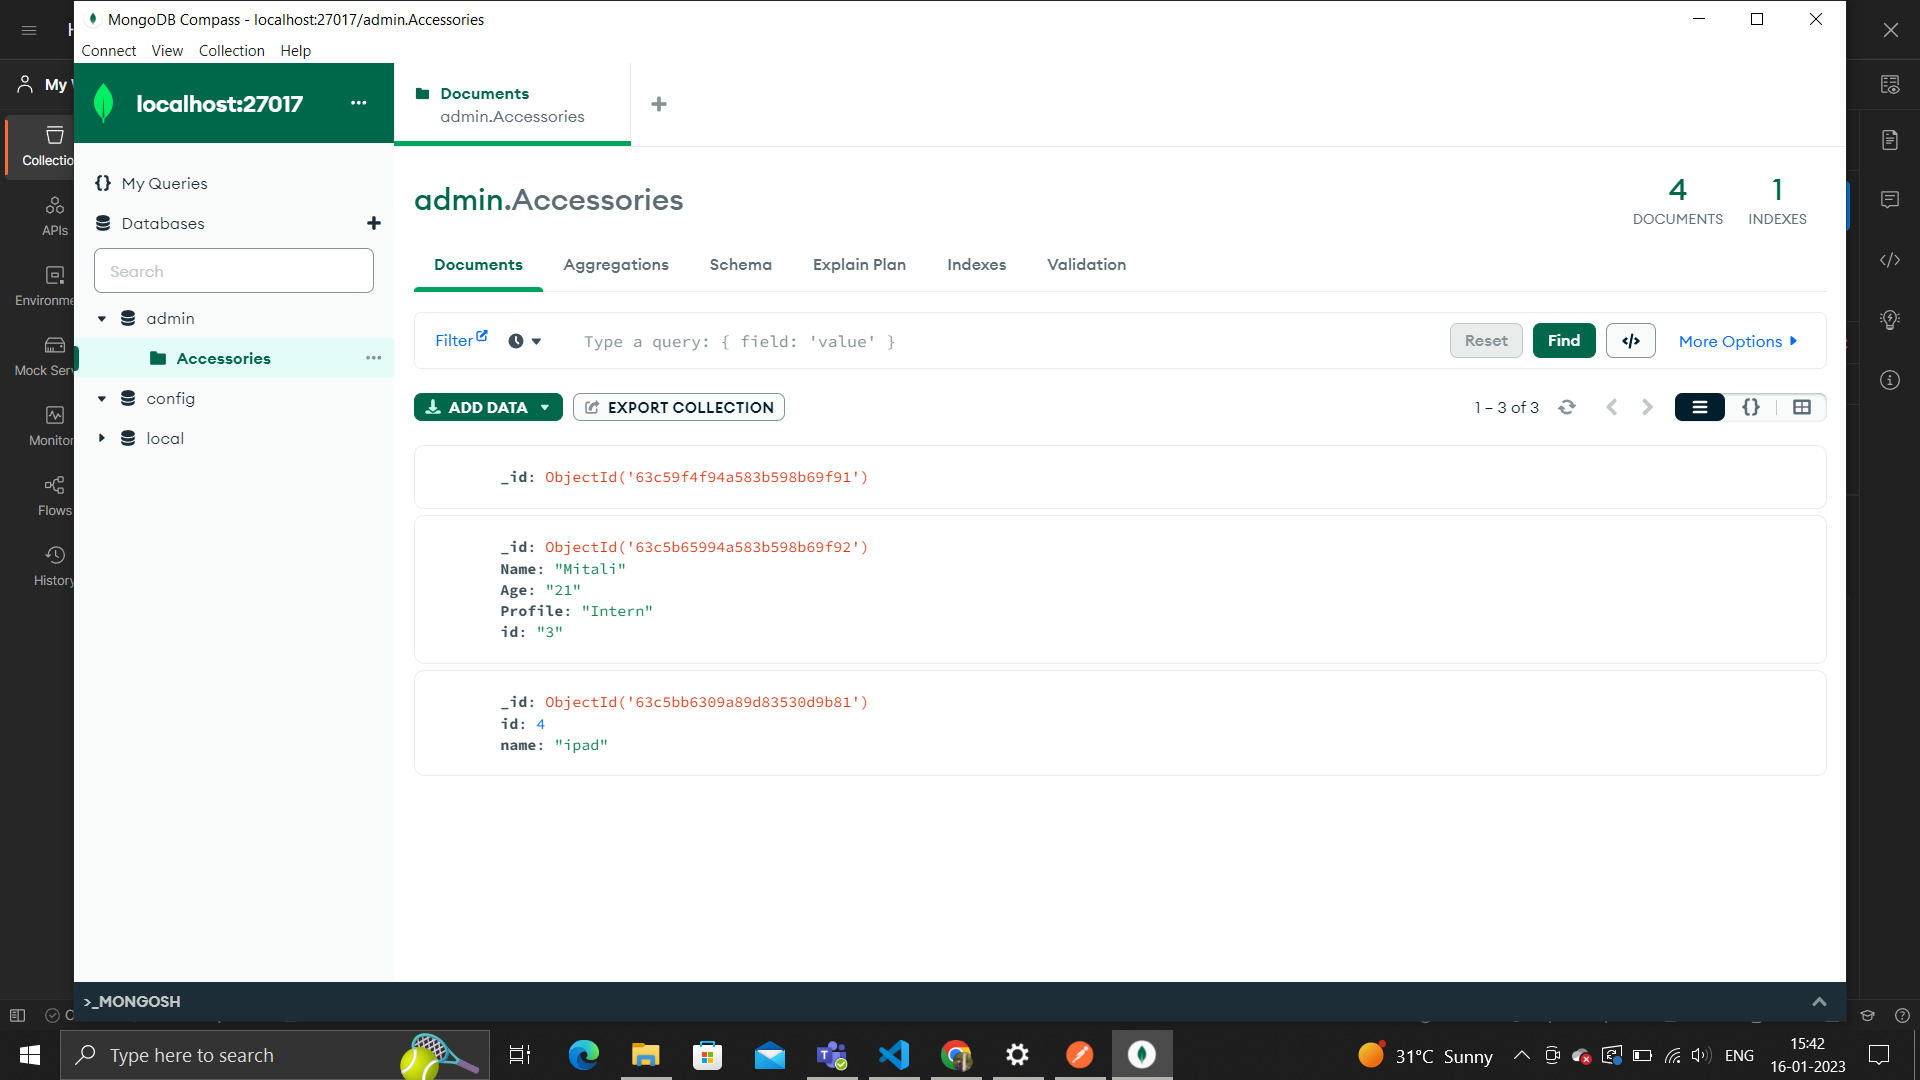 MongoDB Compass - localhost:27017/admin.Accessories
Connect View Collection Help
My
localhost:27017
Documents
admin.Accessories
Collectio
APIs
Environme
Mock Serv
Monitor
Flows
History
{} My Queries
Databases
Search
admin
Accessories
config
local
admin.Accessories
4
DOCUMENTS
1
INDEXES
Documents Aggregations Schema Explain Plan Indexes Validation
Filter Type a query: { field: 'value' } Reset Find </> More Options
ADD DATA EXPORT COLLECTION 1 – 3 of 3 {}
_id: ObjectId('63c59f4f94a583b598b69f91')
_id: ObjectId('63c5b65994a583b598b69f92')
Name: "Mitali"
Age: "21"
Profile: "Intern"
id: "3"
_id: ObjectId('63c5bb6309a89d83530d9b81')
id: 4
name: "ipad"
>_MONGOSH
Type here to search
31°C Sunny
ENG
15:42
16-01-2023